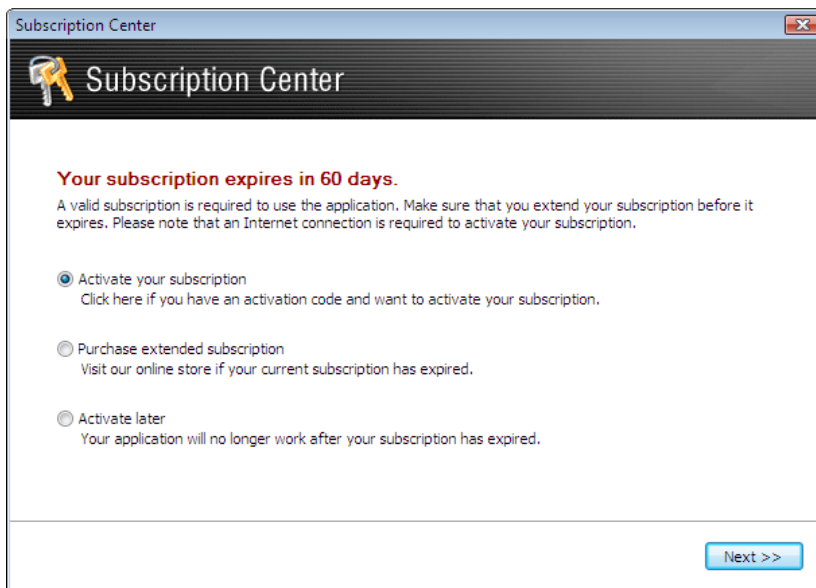 Subscription Center
Subscription Center
Your subscription expires in 60 days.
A valid subscription is required to use the application. Make sure that you extend your subscription before it
expires. Please note that an Internet connection is required to activate your subscription.
Activate your subscription
Click here if you have an activation code and want to activate your subscription.
Purchase extended subscription
Visit our online store if your current subscription has expired.
Activate later
Your application will no longer work after your subscription has expired.
Next >>